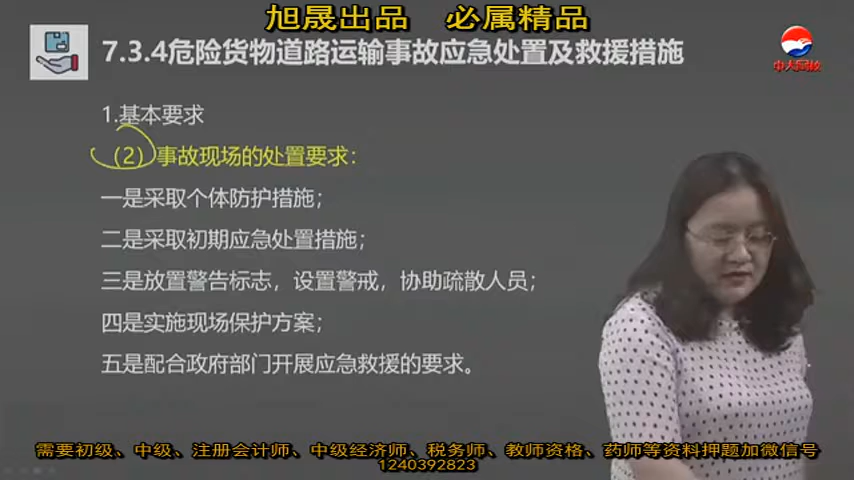 旭晟出品 必属精品
7.3.4危险货物道路运输事故应急处置及救援措施
中大网校
1.基本要求
（2）事故现场的处置要求：
一是采取个体防护措施；
二是采取初期应急处置措施；
三是放置警告标志，设置警戒，协助疏散人员；
四是实施现场保护方案；
五是配合政府部门开展应急救援的要求。
需要初级、中级、注册会计师、中级经济师、税务师、教师资格、药师等资料押题加微信号
1240392823